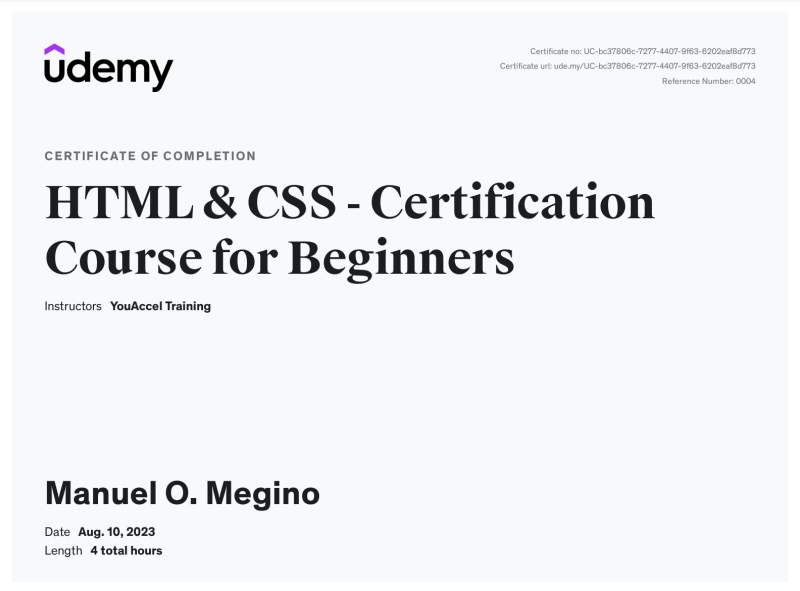 udemy
Certificate no: UC-bc37806c-7277-4407-9f63-6202eaf8d773
Certificate url: ude.my/UC-bc37806c-7277-4407-9f63-6202eaf8d773
Reference Number: 0004
CERTIFICATE OF COMPLETION
HTML & CSS - Certification
Course for Beginners
Instructors YouAccel Training
Manuel O. Megino
Date Aug. 10, 2023
Length 4 total hours